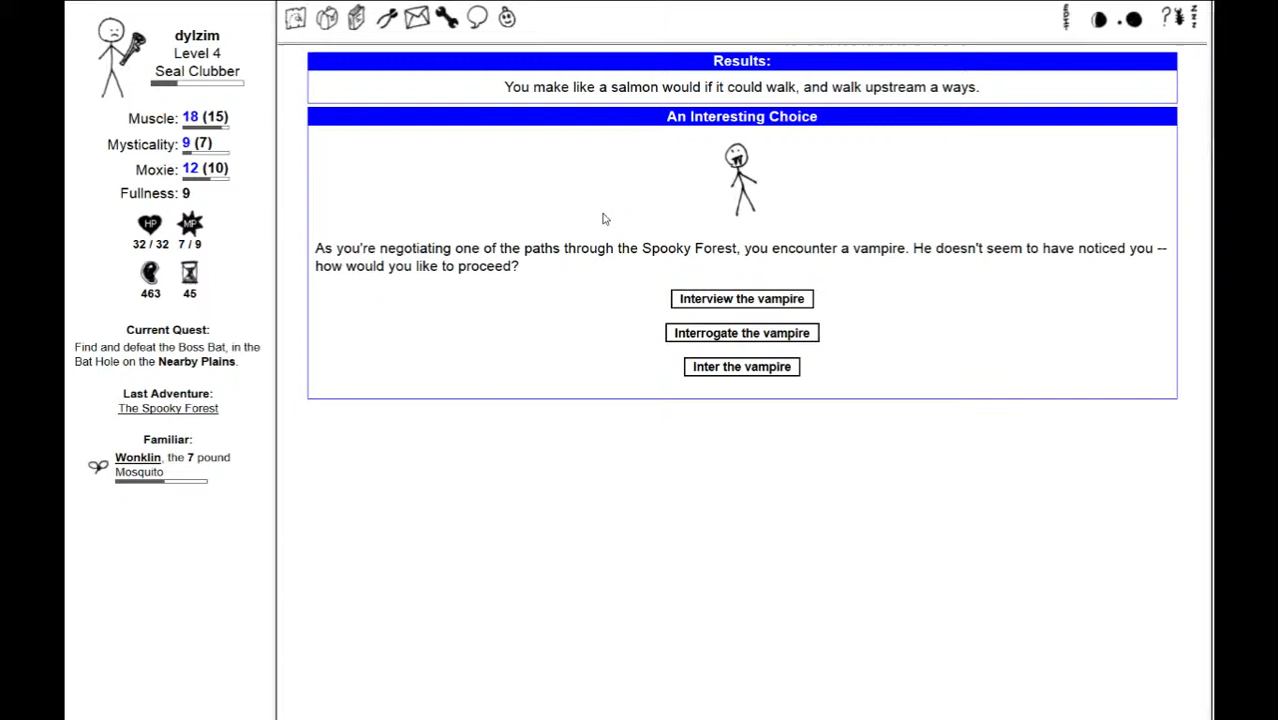 dylzim
Level 4
Seal Clubber
Muscle: 18 (15)
Mysticality: 9 (7)
Moxie: 12 (10)
Fullness: 9
HP MP
32 / 32 7 / 9
463 45
Current Quest:
Find and defeat the Boss Bat, in the
Bat Hole on the Nearby Plains.
Last Adventure:
The Spooky Forest
Familiar:
Wonklin, the 7 pound
Mosquito
?
Results:
You make like a salmon would if it could walk, and walk upstream a ways.
An Interesting Choice
As you're negotiating one of the paths through the Spooky Forest, you encounter a vampire. He doesn't seem to have noticed you --
how would you like to proceed?
Interview the vampire
Interrogate the vampire
Inter the vampire